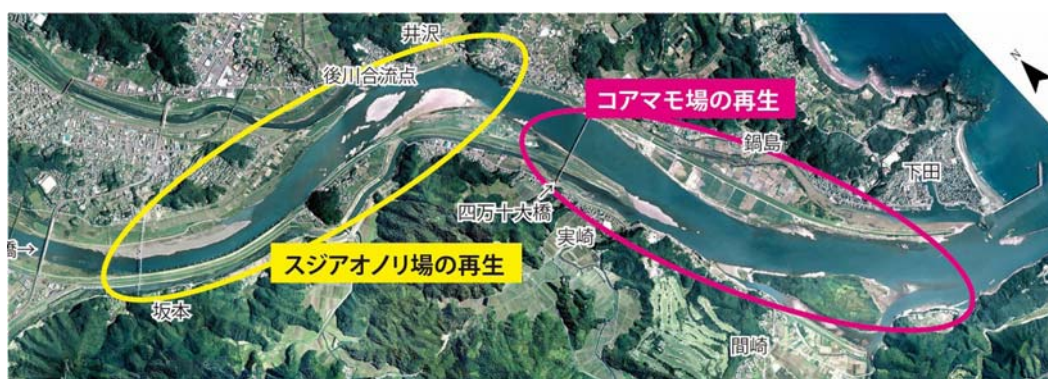 井沢
後川合流点
コアマモ場の再生
鍋島
下田
四万十大橋
実崎
橋→
スジアオノリ場の再生
坂本
間崎
N